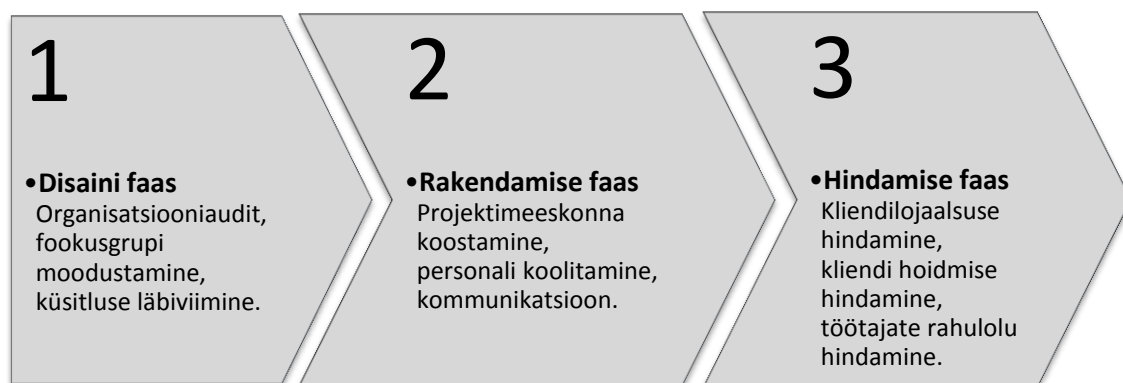 1
•Disaini faas
Organisatsiooniaudit,
fookusgrupi
moodustamine,
küsitluse läbiviimine.
2
•Rakendamise faas
Projektimeeskonna
koostamine,
personali koolitamine,
kommunikatsioon.
3
•Hindamise faas
Kliendilojaalsuse
hindamine,
kliendi hoidmise
hindamine,
töötajate rahulolu
hindamine.